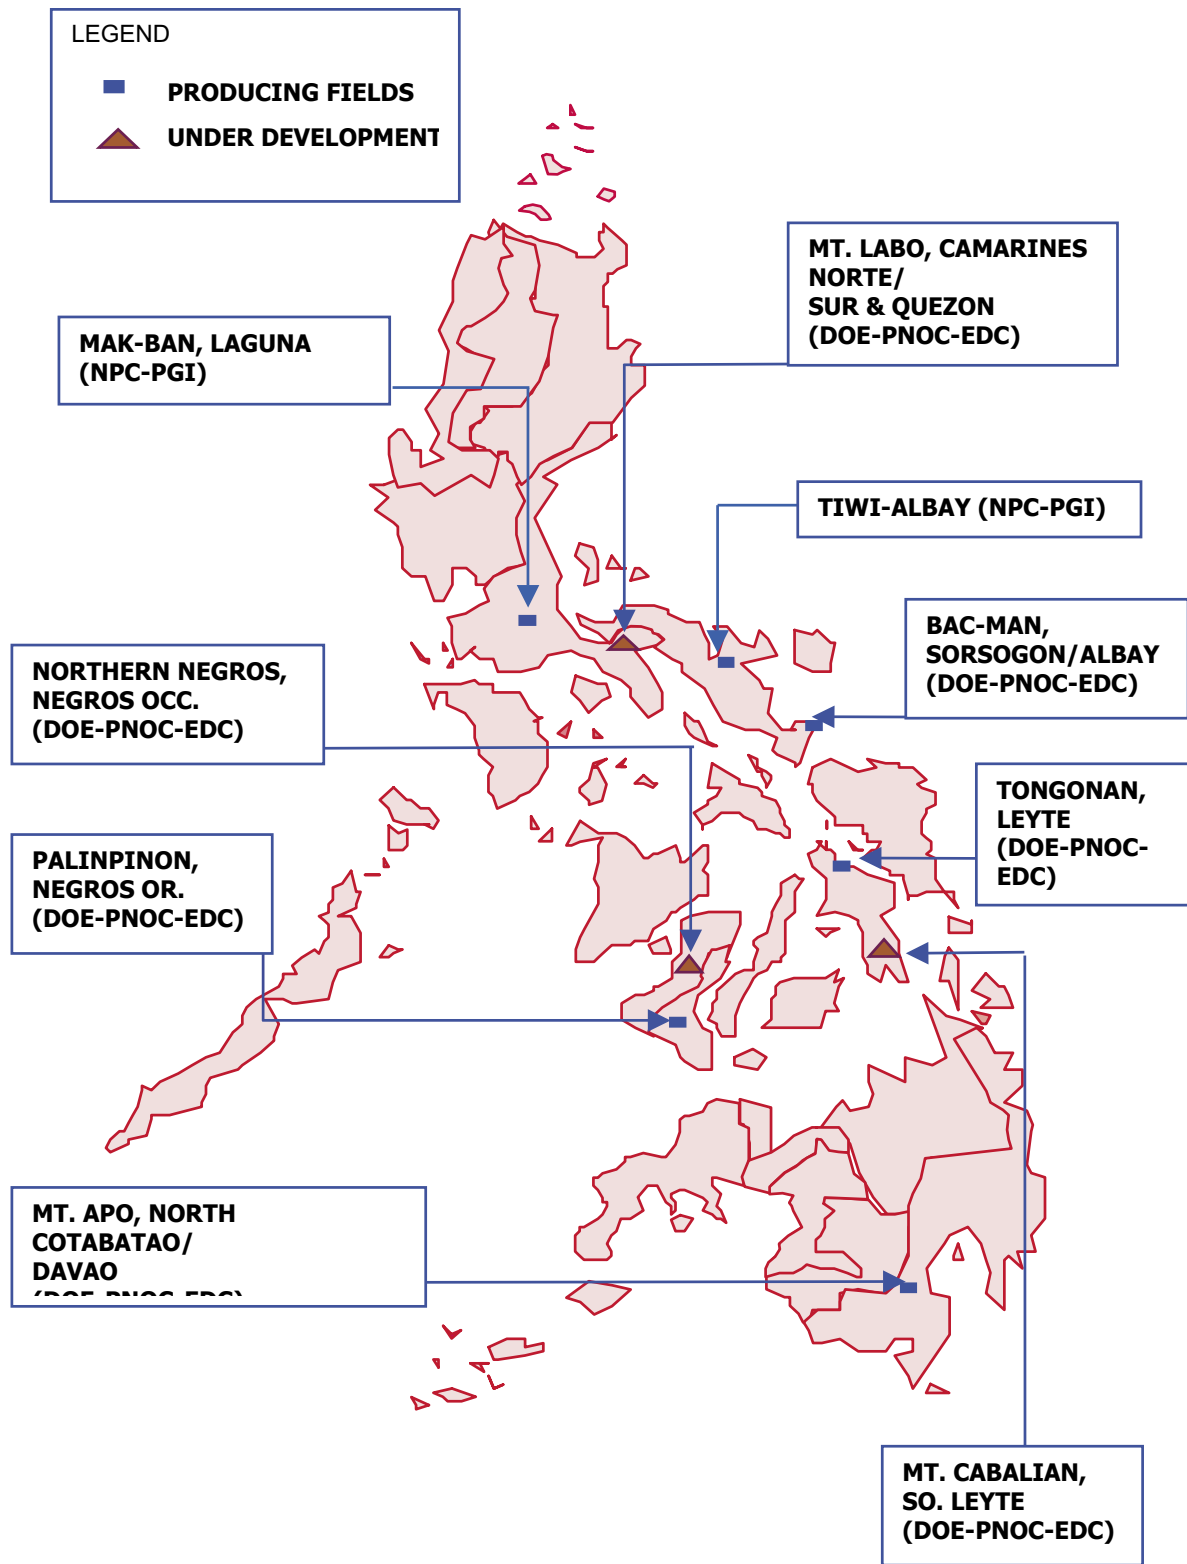 LEGEND
PRODUCING FIELDS
UNDER DEVELOPMENT
MT. LABO, CAMARINES
NORTE/
SUR & QUEZON
(DOE-PNOC-EDC)
MAK-BAN, LAGUNA
(NPC-PGI)
TIWI-ALBAY (NPC-PGI)
BAC-MAN,
SORSOGON/ALBAY
(DOE-PNOC-EDC)
NORTHERN NEGROS,
NEGROS OCC.
(DOE-PNOC-EDC)
TONGONAN,
LEYTE
(DOE-PNOC-
EDC)
PALINPINON,
NEGROS OR.
(DOE-PNOC-EDC)
MT. APO, NORTH
COTABATAO/
DAVAO
(DOE-PNOC-EDC)
MT. CABALIAN,
SO. LEYTE
(DOE-PNOC-EDC)